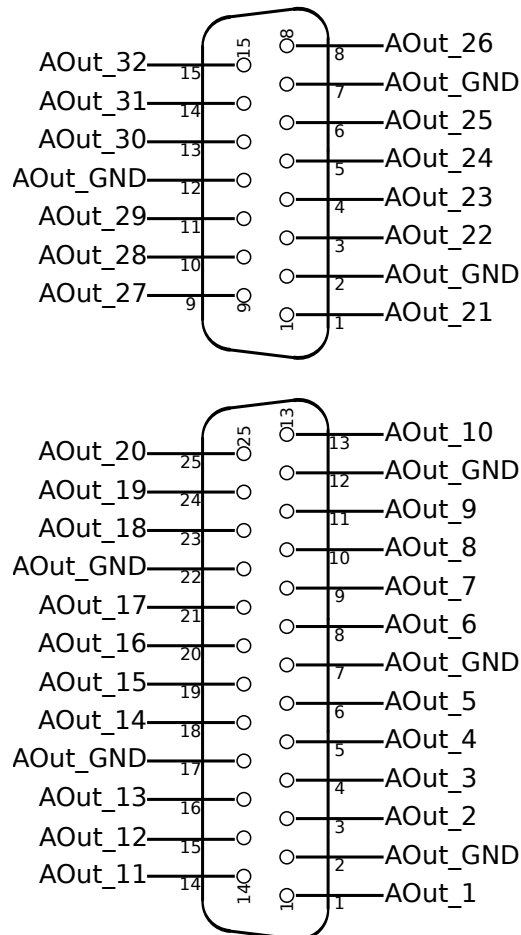 8
15
AOut_26
8
AOut_32
15
AOut_GND
7
AOut_31
14
AOut_25
6
AOut_30
13
AOut_24
5
AOut_GND
12
AOut_23
4
AOut_29
11
AOut_22
3
AOut_28
10
AOut_GND
2
AOut_27
9
9
AOut_21
1
1
13
25
AOut_10
13
AOut_20
25
AOut_GND
12
AOut_19
24
AOut_9
11
AOut_18
23
AOut_8
10
AOut_GND
22
AOut_7
9
AOut_17
21
AOut_6
8
AOut_16
20
AOut_GND
7
AOut_15
19
AOut_5
6
AOut_14
18
AOut_4
5
AOut_GND
17
AOut_3
4
AOut_13
16
AOut_2
3
AOut_12
15
AOut_GND
2
AOut_11
14
14
AOut_1
1
1